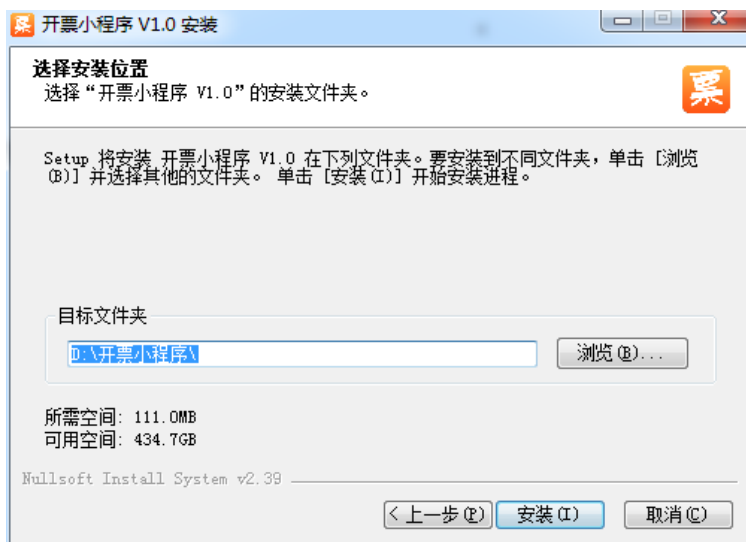 开票小程序 V1.0 安装
选择安装位置
选择“开票小程序 V1.0”的安装文件夹。
票
Setup 将安装 开票小程序 V1.0 在下列文件夹。要安装到不同文件夹，单击 [浏览
(B)] 并选择其他的文件夹。 单击 [安装(I)] 开始安装进程。
目标文件夹
D:\开票小程序\
浏览(B)...
所需空间: 111.0MB
可用空间: 434.7GB
Nullsoft Install System v2.39
< 上一步(P)
安装(I)
取消(C)